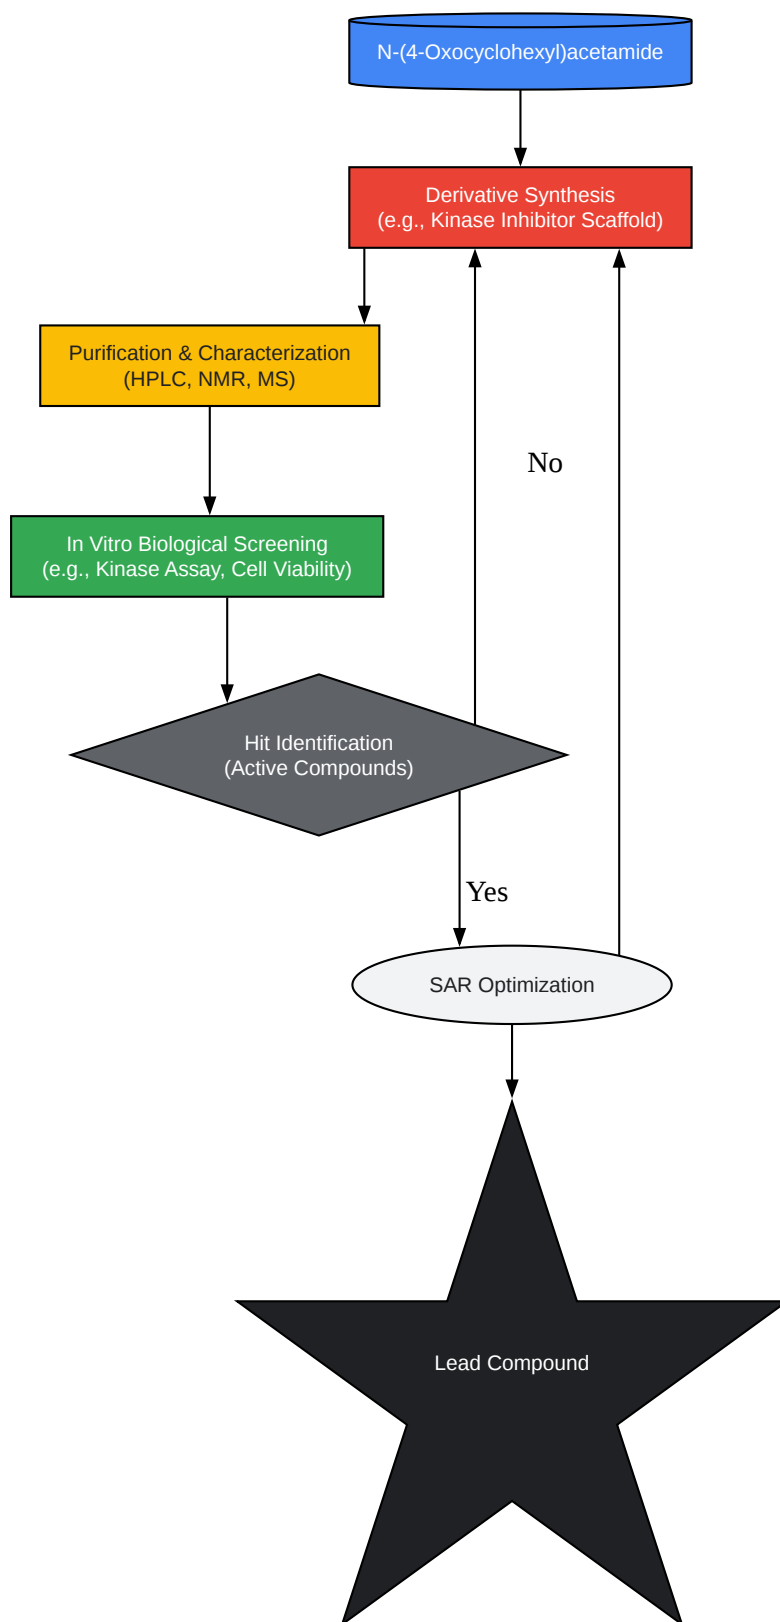 N-(4-Oxocyclohexyl)acetamide
Derivative Synthesis
(e.g., Kinase Inhibitor Scaffold)
Purification & Characterization
(HPLC, NMR, MS)
No
In Vitro Biological Screening
(e.g., Kinase Assay, Cell Viability)
Hit Identification
(Active Compounds)
Yes
SAR Optimization
Lead Compound